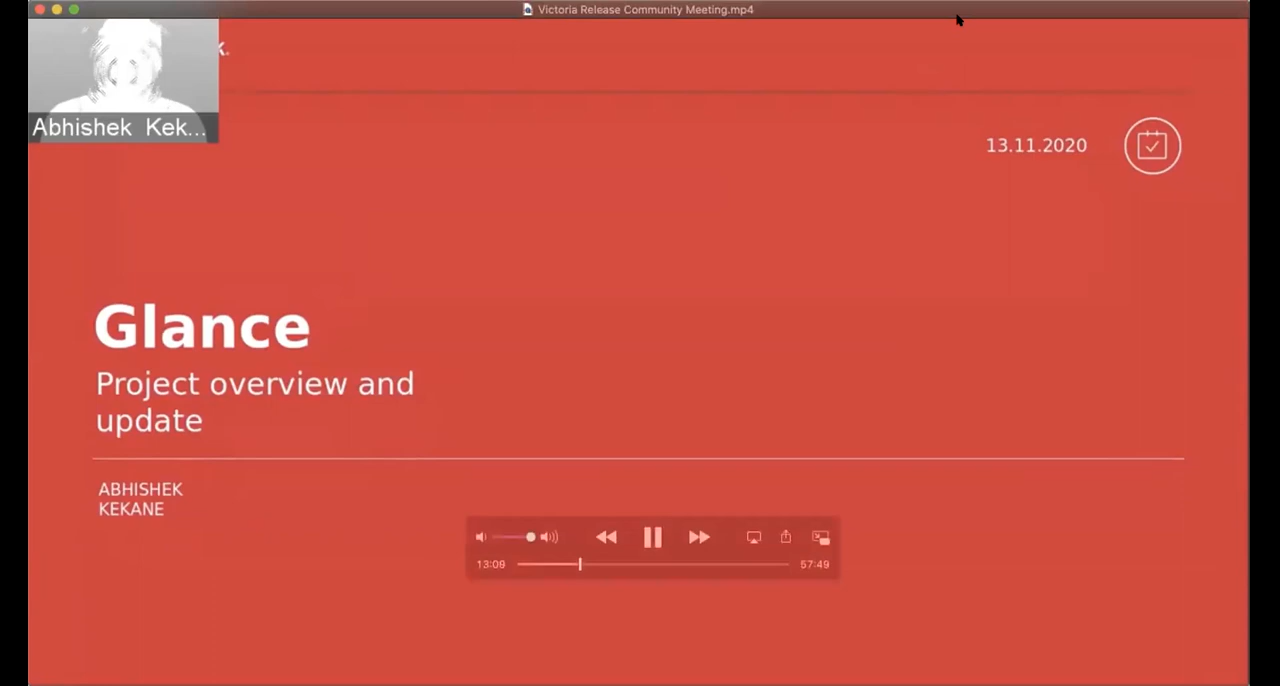 Victoria Release Community Meeting.mp4
k.
Abhishek Kek...
13.11.2020
Glance
Project overview and
update
ABHISHEK
KEKANE
13:09
57:49